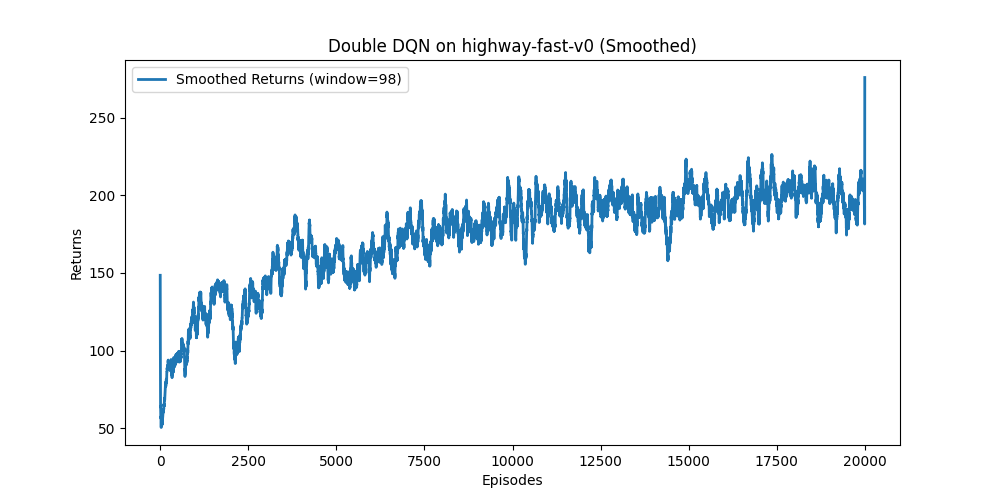 Double DQN on highway-fast-v0 (Smoothed)
Smoothed Returns (window=98)
Returns
250
200
150
100
50
0 2500 5000 7500 10000 12500 15000 17500 20000
Episodes